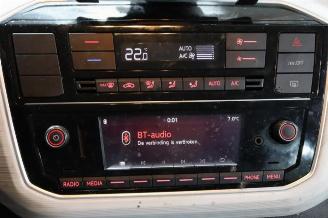 22.0
AUTO
A/C
OFF
MAX
AUTO
A/C
0:01
7.0°C
BT-audio
De verbinding is verbroken.
RADIO MEDIA PHONE MENU